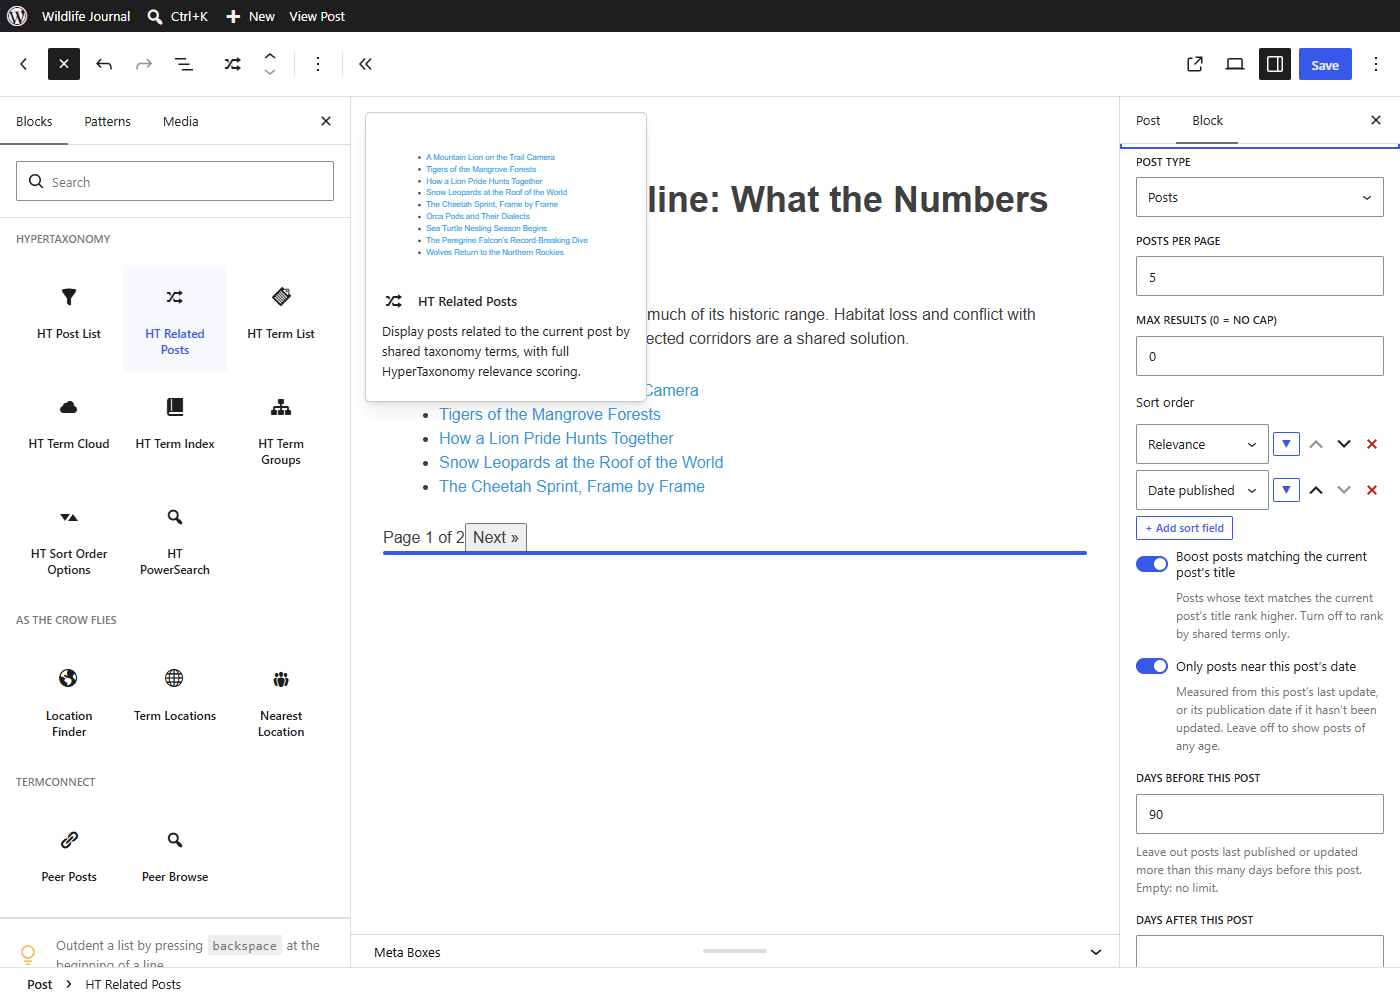 Wildlife Journal Ctrl+K New View Post
Save
Blocks Patterns Media
Search
HYPERTAXONOMY
HT Post List
HT Related Posts
HT Term List
HT Term Cloud
HT Term Index
HT Term Groups
HT Sort Order Options
HT PowerSearch
AS THE CROW FLIES
Location Finder
Term Locations
Nearest Location
TERMCONNECT
Peer Posts
Peer Browse
Outdent a list by pressing backspace at the
beginning of a line
A Mountain Lion on the Trail Camera
Tigers of the Mangrove Forests
How a Lion Pride Hunts Together
Snow Leopards at the Roof of the World
The Cheetah Sprint, Frame by Frame
Orca Pods and Their Dialects
Sea Turtle Nesting Season Begins
The Peregrine Falcon's Record-Breaking Dive
Wolves Return to the Northern Rockies
HT Related Posts
Display posts related to the current post by
shared taxonomy terms, with full
HyperTaxonomy relevance scoring.
line: What the Numbers
much of its historic range. Habitat loss and conflict with
ected corridors are a shared solution.
Camera
Tigers of the Mangrove Forests
How a Lion Pride Hunts Together
Snow Leopards at the Roof of the World
The Cheetah Sprint, Frame by Frame
Page 1 of 2 Next »
Meta Boxes
Post Block
POST TYPE
Posts
POSTS PER PAGE
5
MAX RESULTS (0 = NO CAP)
0
Sort order
Relevance
Date published
+ Add sort field
Boost posts matching the current
post's title
Posts whose text matches the current
post's title rank higher. Turn off to rank
by shared terms only.
Only posts near this post's date
Measured from this post's last update,
or its publication date if it hasn't been
updated. Leave off to show posts of
any age.
DAYS BEFORE THIS POST
90
Leave out posts last published or updated
more than this many days before this post.
Empty: no limit.
DAYS AFTER THIS POST
Post HT Related Posts